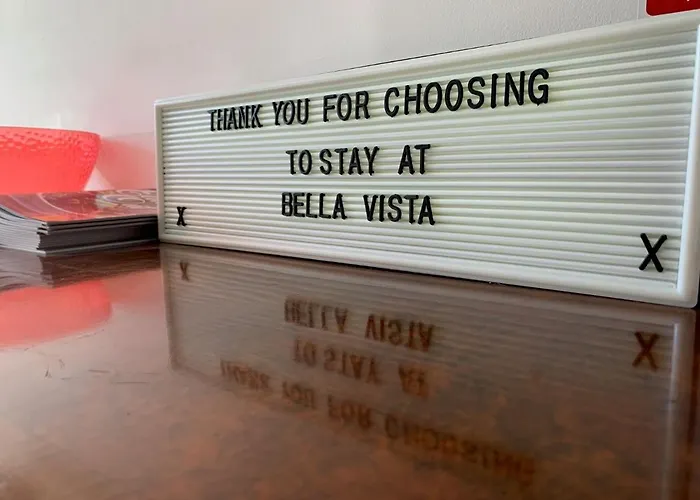 THANK YOU FOR CHOOSING
TO STAY AT
BELLA VISTA
X X